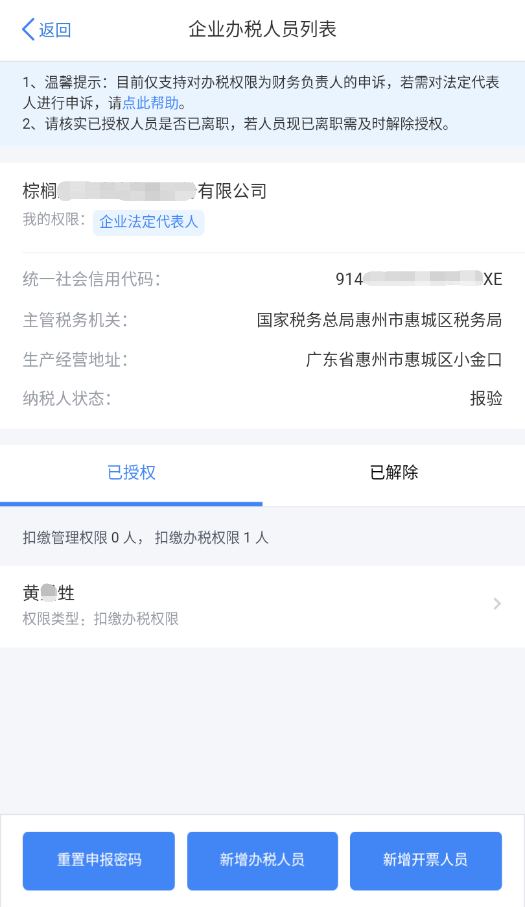 返回
企业办税人员列表
1、温馨提示：目前仅支持对办税权限为财务负责人的申诉，若需对法定代表
人进行申诉，请点此帮助。
2、请核实已授权人员是否已离职，若人员现已离职需及时解除授权。
棕榈 有限公司
我的权限： 企业法定代表人
统一社会信用代码： 914 XE
主管税务机关： 国家税务总局惠州市惠城区税务局
生产经营地址： 广东省惠州市惠城区小金口
纳税人状态： 报验
已授权 已解除
扣缴管理权限 0 人， 扣缴办税权限 1 人
黄 甡
权限类型：扣缴办税权限
重置申报密码 新增办税人员 新增开票人员